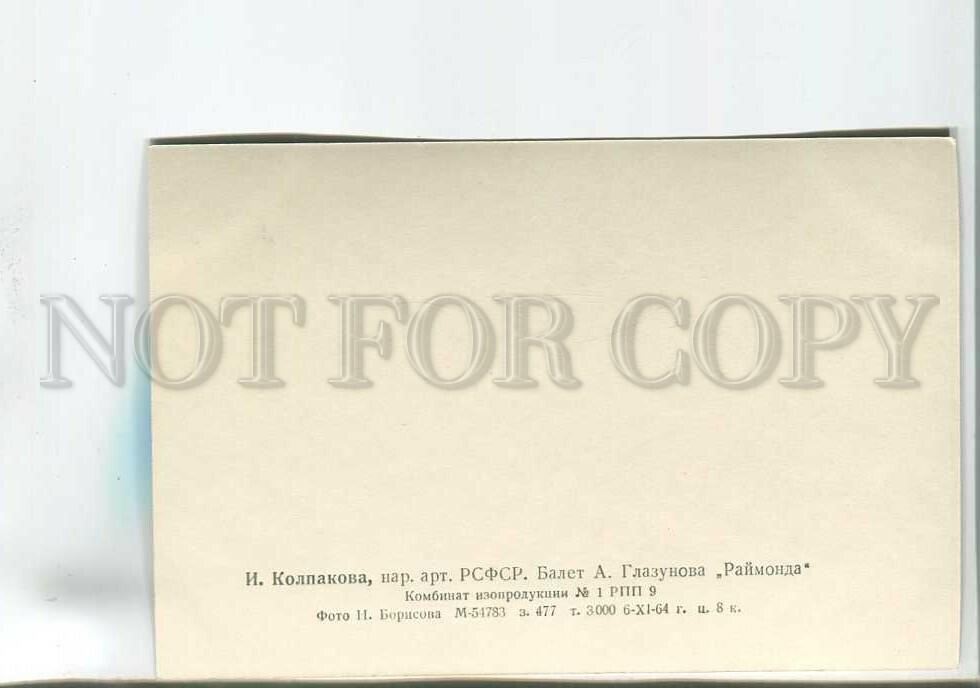 NOT FOR COPY
И. Колпакова, нар. арт. РСФСР. Балет А. Глазунова „Раймонда“
Комбинат изопродукции № 1 РПП 9
Фото Н. Борисова М-54783 з. 477 т. 3000 6-XI-64 г. ц. 8 к.